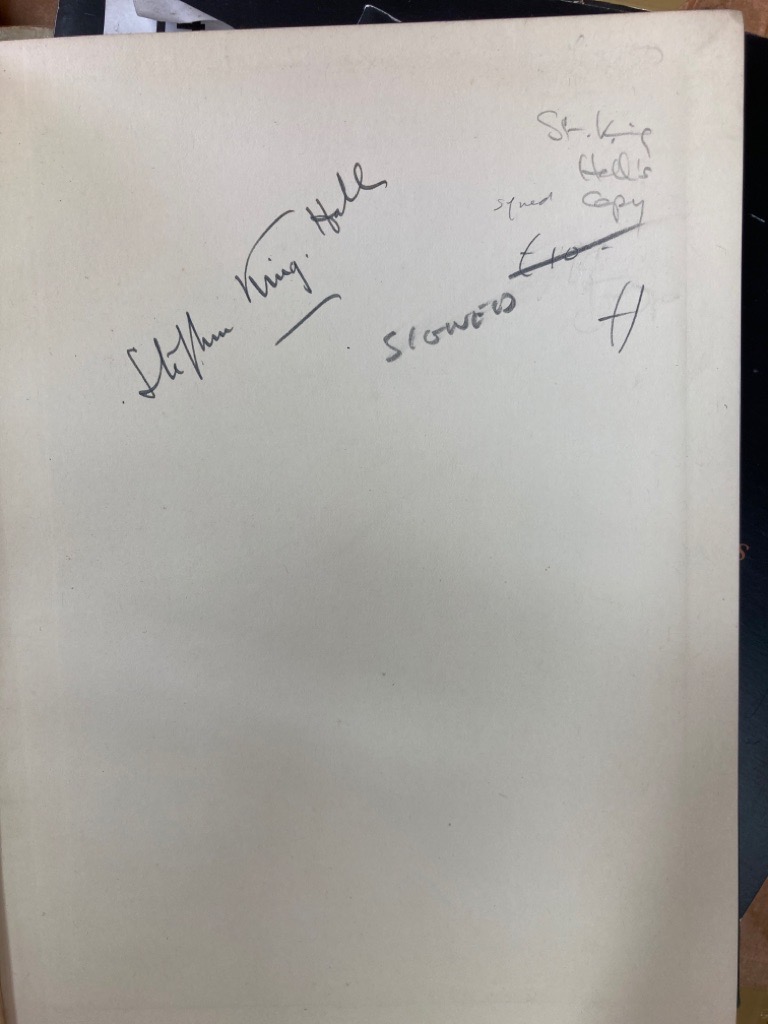 Stephen King. Hall
St. King
Hall's
signed copy
£10-
SIGNED